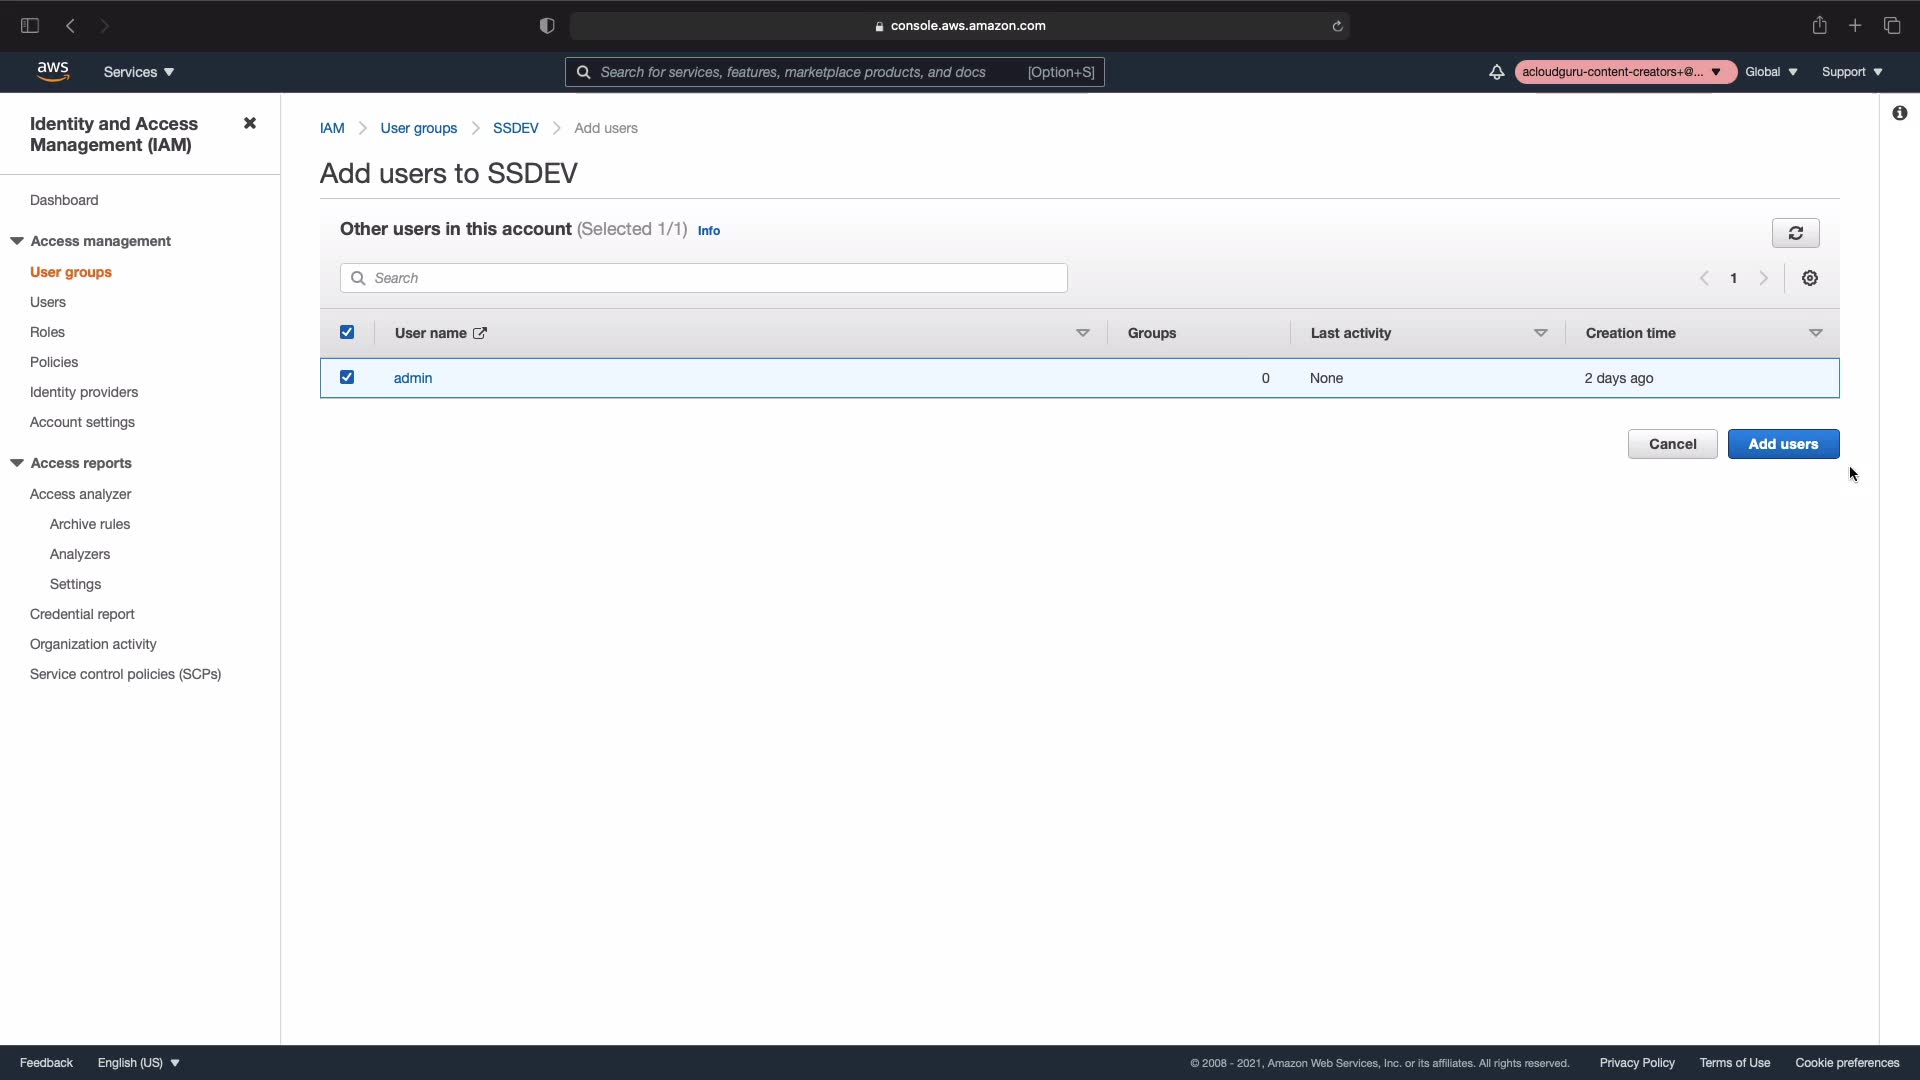 console.aws.amazon.com
aws
Services
Search for services, features, marketplace products, and docs [Option+S]
acloudguru-content-creators+@...
Global
Support
Identity and Access
Management (IAM)
Dashboard
Access management
User groups
Users
Roles
Policies
Identity providers
Account settings
Access reports
Access analyzer
Archive rules
Analyzers
Settings
Credential report
Organization activity
Service control policies (SCPs)
IAM User groups SSDEV Add users
Add users to SSDEV
Other users in this account (Selected 1/1) Info
Search
1
User name Groups Last activity Creation time
admin 0 None 2 days ago
Cancel Add users
Feedback English (US) © 2008 - 2021, Amazon Web Services, Inc. or its affiliates. All rights reserved. Privacy Policy Terms of Use Cookie preferences